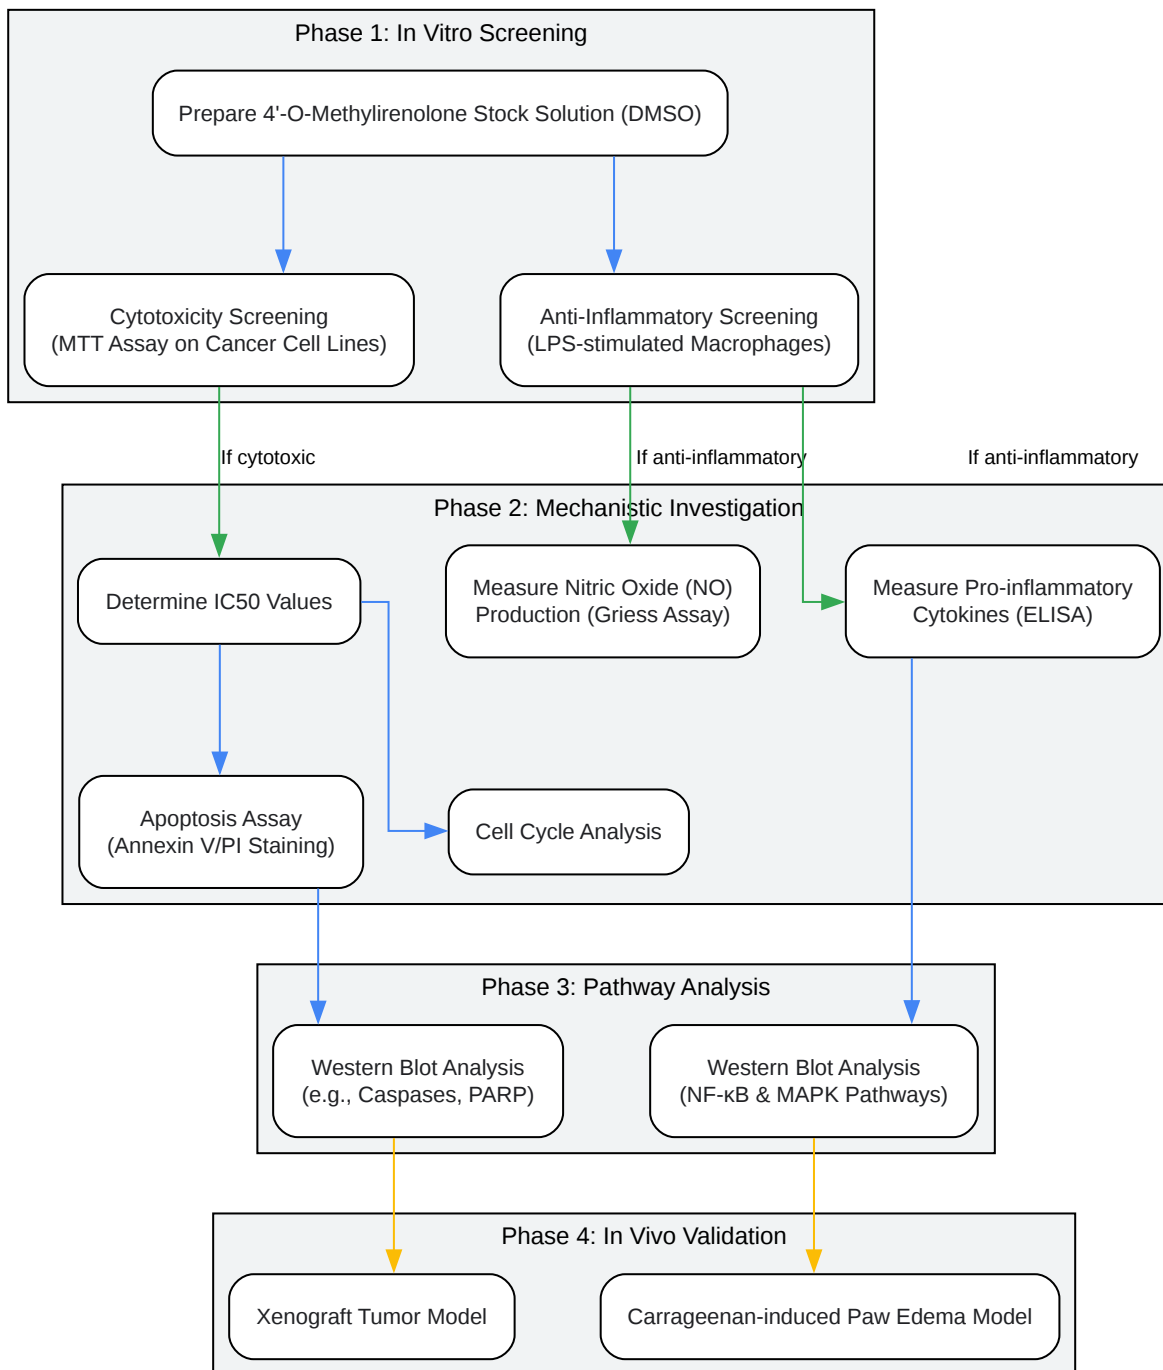 Phase 1: In Vitro Screening
Prepare 4'-O-Methylirenolone Stock Solution (DMSO)
Cytotoxicity Screening
(MTT Assay on Cancer Cell Lines)
Anti-Inflammatory Screening
(LPS-stimulated Macrophages)
If cytotoxic
If anti-inflammatory
If anti-inflammatory
Phase 2: Mechanistic Investigation
Determine IC50 Values
Measure Nitric Oxide (NO)
Production (Griess Assay)
Measure Pro-inflammatory
Cytokines (ELISA)
Apoptosis Assay
(Annexin V/PI Staining)
Cell Cycle Analysis
Phase 3: Pathway Analysis
Western Blot Analysis
(e.g., Caspases, PARP)
Western Blot Analysis
(NF-κB & MAPK Pathways)
Phase 4: In Vivo Validation
Xenograft Tumor Model
Carrageenan-induced Paw Edema Model